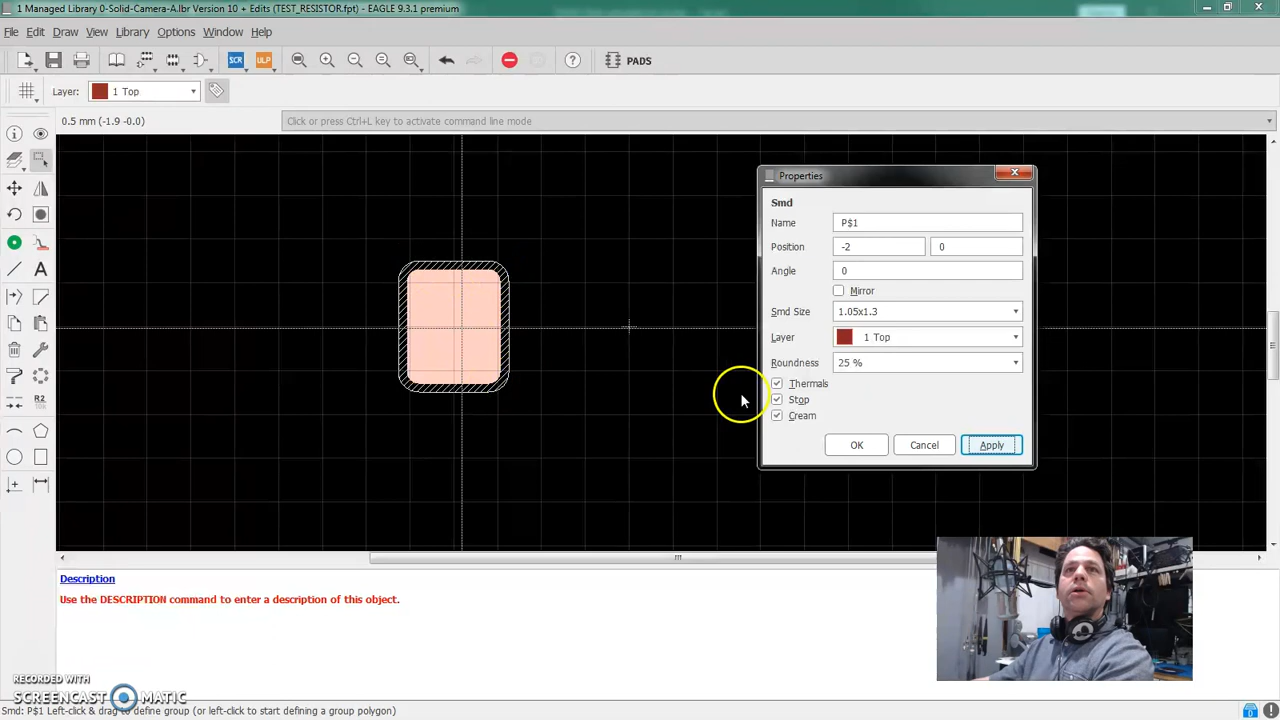 1 Managed Library 0-Solid-Camera-A.lbr Version 10 + Edits (TEST_RESISTOR.fpt) - EAGLE 9.3.1 premium
File Edit Draw View Library Options Window Help
SCR ULP PADS
Layer: 1 Top
0.5 mm (-1.9 -0.0) Click or press Ctrl+L key to activate command line mode
Properties
Smd
Name P$1
Position -2 0
Angle 0
Mirror
Smd Size 1.05x1.3
Layer 1 Top
Roundness 25 %
Thermals
Stop
Cream
OK Cancel Apply
R2
10k
Description
Use the DESCRIPTION command to enter a description of this object.
RECORDED WITH
SCREENCAST MATIC
Smd: P$1 Left-click & drag to define group (or left-click to start defining a group polygon)